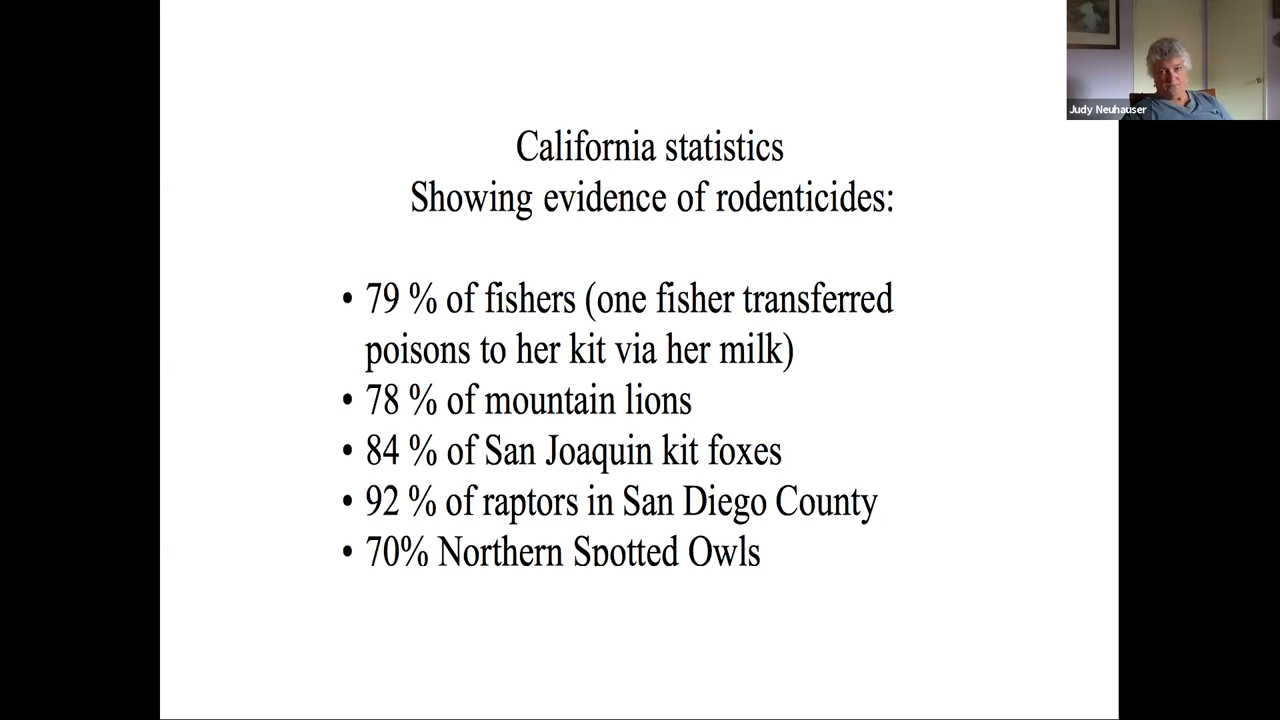 Judy Neuhauser
California statistics
Showing evidence of rodenticides:
• 79 % of fishers (one fisher transferred
poisons to her kit via her milk)
• 78 % of mountain lions
• 84 % of San Joaquin kit foxes
• 92 % of raptors in San Diego County
• 70% Northern Spotted Owls